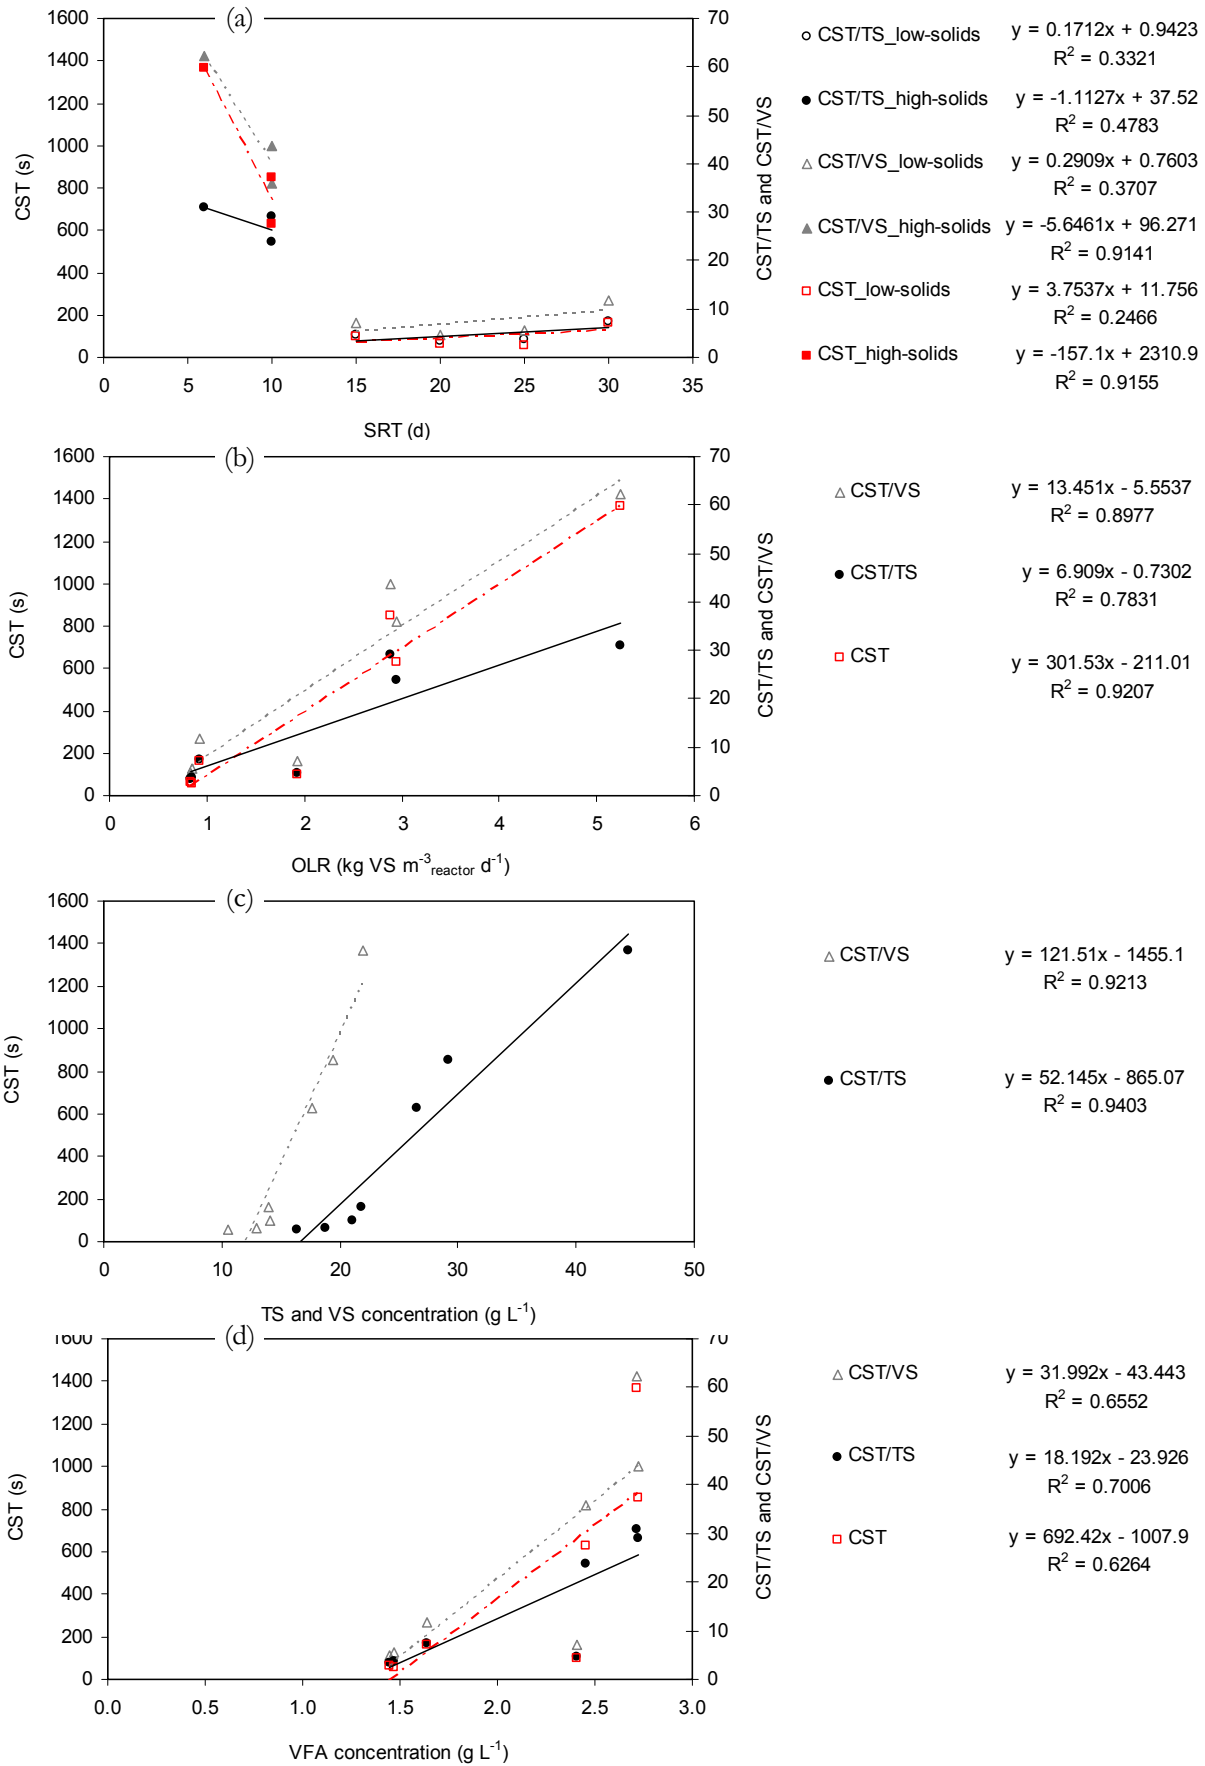 (a)
1600
1400
1200
1000
800
600
400
200
0
CST (s)
70
60
50
40
30
20
10
0
CST/TS and CST/VS
0 5 10 15 20 25 30 35
SRT (d)
CST/TS_low-solids y = 0.1712x + 0.9423
R² = 0.3321
CST/TS_high-solids y = -1.1127x + 37.52
R² = 0.4783
CST/VS_low-solids y = 0.2909x + 0.7603
R² = 0.3707
CST/VS_high-solids y = -5.6461x + 96.271
R² = 0.9141
CST_low-solids y = 3.7537x + 11.756
R² = 0.2466
CST_high-solids y = -157.1x + 2310.9
R² = 0.9155
(b)
1600
1400
1200
1000
800
600
400
200
0
CST (s)
70
60
50
40
30
20
10
0
CST/TS and CST/VS
0 1 2 3 4 5 6
OLR (kg VS m⁻³reactor d⁻¹)
CST/VS y = 13.451x - 5.5537
R² = 0.8977
CST/TS y = 6.909x - 0.7302
R² = 0.7831
CST y = 301.53x - 211.01
R² = 0.9207
(c)
1600
1400
1200
1000
800
600
400
200
0
CST (s)
0 10 20 30 40 50
TS and VS concentration (g L⁻¹)
CST/VS y = 121.51x - 1455.1
R² = 0.9213
CST/TS y = 52.145x - 865.07
R² = 0.9403
(d)
1600
1400
1200
1000
800
600
400
200
0
CST (s)
70
60
50
40
30
20
10
0
CST/TS and CST/VS
0.0 0.5 1.0 1.5 2.0 2.5 3.0
VFA concentration (g L⁻¹)
CST/VS y = 31.992x - 43.443
R² = 0.6552
CST/TS y = 18.192x - 23.926
R² = 0.7006
CST y = 692.42x - 1007.9
R² = 0.6264